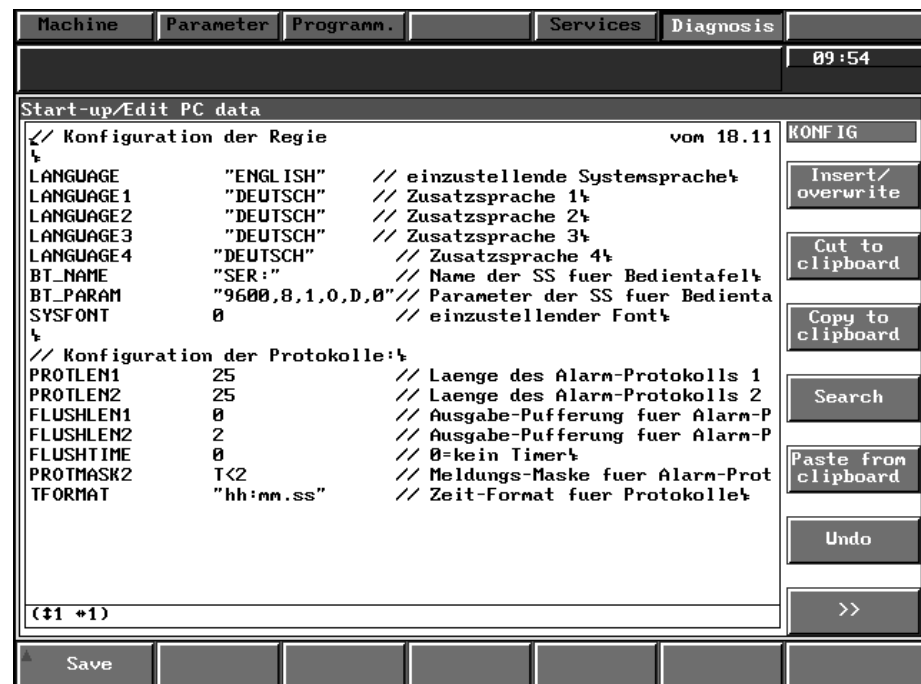 Machine Parameter Programm. Services Diagnosis
09:54
Start-up/Edit PC data
// Konfiguration der Regie vom 18.11
KONFIG
LANGUAGE "ENGLISH" // einzustellende Systemsprache
LANGUAGE1 "DEUTSCH" // Zusatzsprache 1
LANGUAGE2 "DEUTSCH" // Zusatzsprache 2
LANGUAGE3 "DEUTSCH" // Zusatzsprache 3
LANGUAGE4 "DEUTSCH" // Zusatzsprache 4
BT_NAME "SER:" // Name der SS fuer Bedientafel
BT_PARAM "9600,8,1,O,D,0"// Parameter der SS fuer Bedienta
SYSFONT 0 // einzustellender Font
// Konfiguration der Protokolle:
PROTLEN1 25 // Laenge des Alarm-Protokolls 1
PROTLEN2 25 // Laenge des Alarm-Protokolls 2
FLUSHLEN1 0 // Ausgabe-Pufferung fuer Alarm-P
FLUSHLEN2 2 // Ausgabe-Pufferung fuer Alarm-P
FLUSHTIME 0 // 0=kein Timer
PROTMASK2 T<2 // Meldungs-Maske fuer Alarm-Prot
TFORMAT "hh:mm.ss" // Zeit-Format fuer Protokolle
(↕1 ↔1)
Insert/
overwrite
Cut to
clipboard
Copy to
clipboard
Search
Paste from
clipboard
Undo
>>
Save